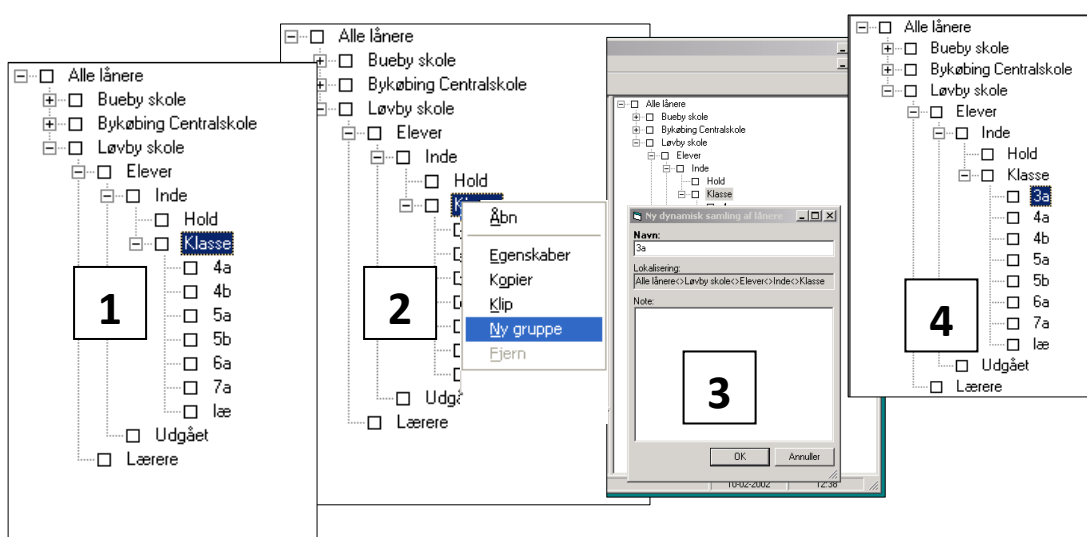 Alle lånere
Bueby skole
Bykøbing Centralskole
Løvby skole
Elever
Inde
Hold
Klasse
4a
4b
5a
5b
6a
7a
læ
Udgået
Lærere
1
Alle lånere
Bueby skole
Bykøbing Centralskole
Løvby skole
Elever
Inde
Hold
Åbn
Egenskaber
Kopier
Klip
Ny gruppe
Fjern
Lærere
2
Alle lånere
Bueby skole
Bykøbing Centralskole
Løvby skole
Elever
Inde
Hold
Klasse
Ny dynamisk samling af lånere
Navn:
3a
Lokalisering:
Alle lånere<>Løvby skole<>Elever<>Inde<>Klasse
Note:
3
OK Annuller
10-02-2002 12:38
Alle lånere
Bueby skole
Bykøbing Centralskole
Løvby skole
Elever
Inde
Hold
Klasse
3a
4a
4b
5a
5b
6a
7a
læ
Udgået
Lærere
4